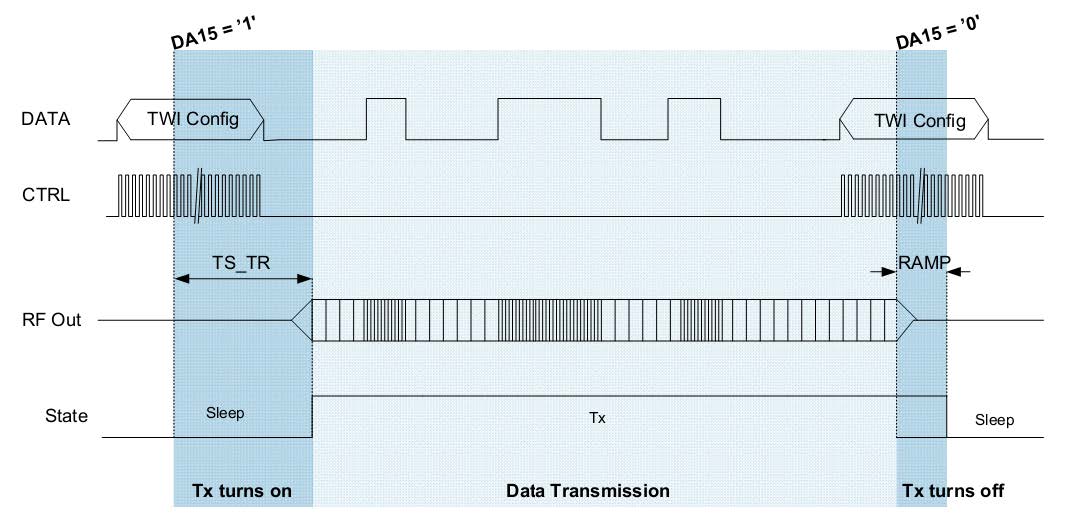 DA15 = ’1'
DA15 = ’0'
DATA
TWI Config
TWI Config
CTRL
TS_TR
RAMP
RF Out
State
Sleep
Tx
Sleep
Tx turns on
Data Transmission
Tx turns off